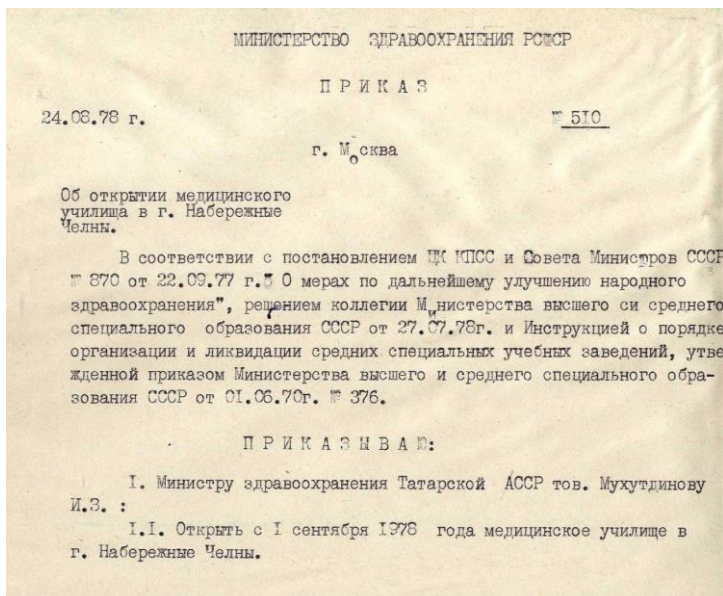 МИНИСТЕРСТВО ЗДРАВООХРАНЕНИЯ РСФСР
П Р И К А З
24.08.78 г. № 510
г. Москва
Об открытии медицинского
училища в г. Набережные
Челны.
В соответствии с постановлением ЦК КПСС и Совета Министров СССР
№ 870 от 22.09.77 г." О мерах по дальнейшему улучшению народного
здравоохранения", решением коллегии Министерства высшего си среднего
специального образования СССР от 27.07.78г. и Инструкцией о порядке
организации и ликвидации средних специальных учебных заведений, утве
жденной приказом Министерства высшего и среднего специального обра-
зования СССР от 01.06.70г. № 376.
П Р И К А З Ы В А Ю:
I. Министру здравоохранения Татарской АССР тов. Мухутдинову
И.З. :
I.I. Открыть с I сентября I978 года медицинское училище в
г. Набережные Челны.